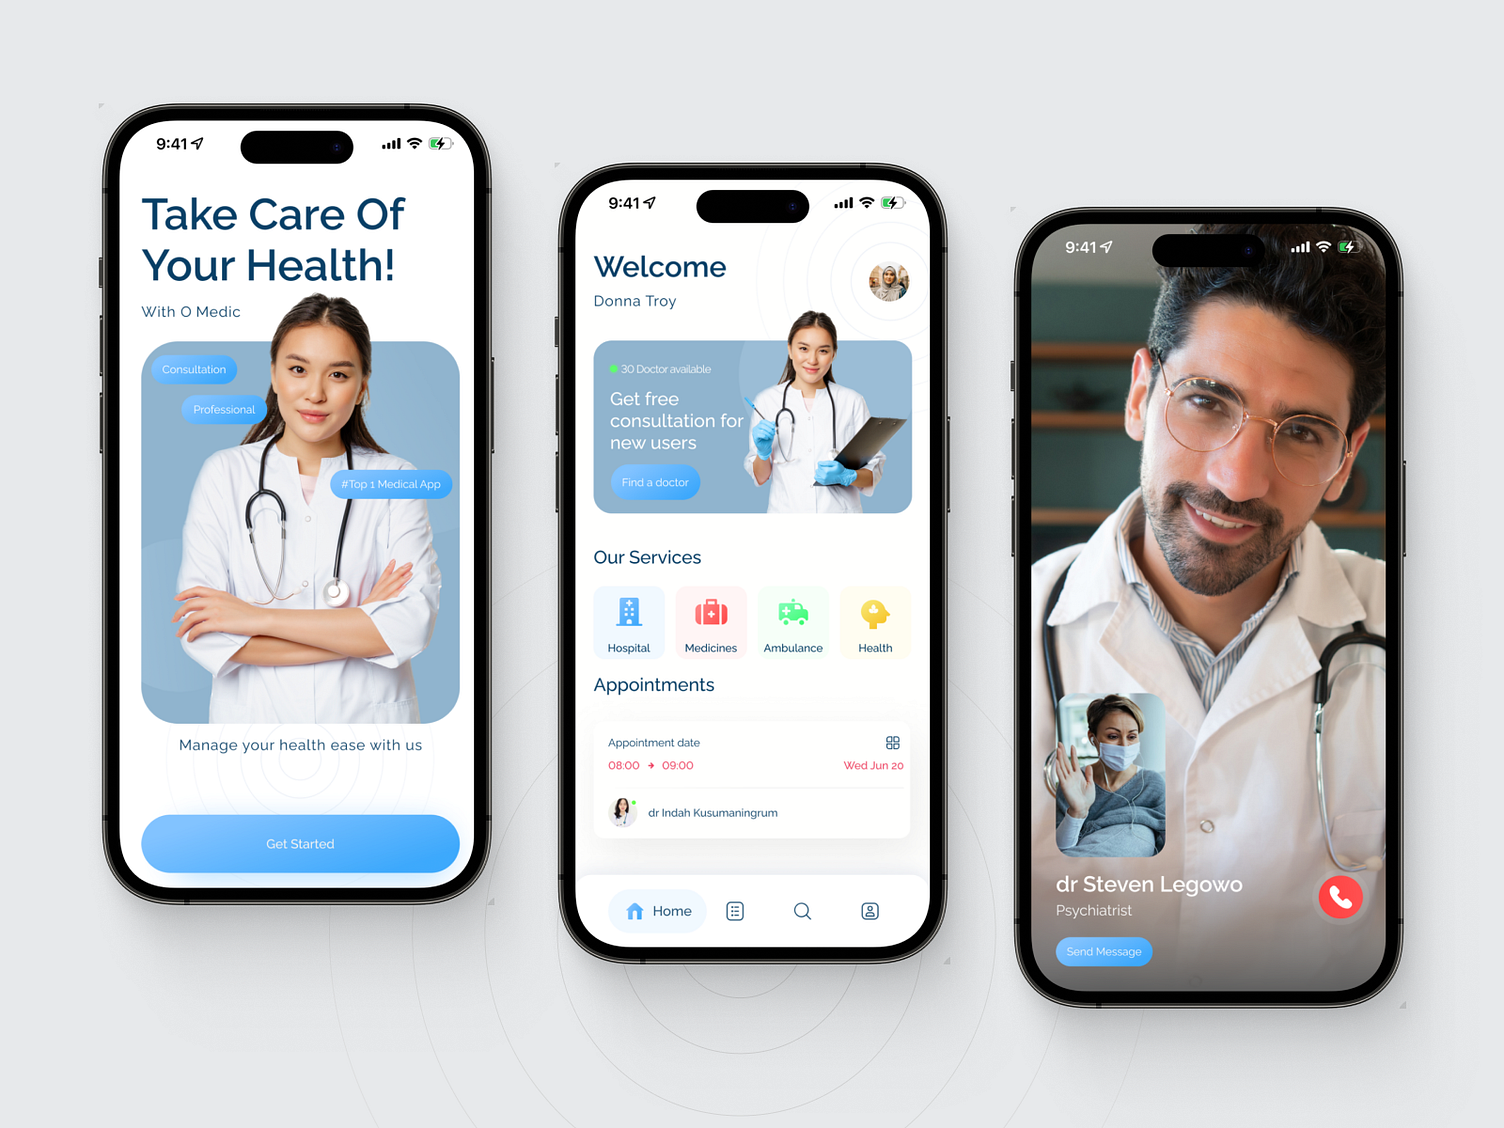 9:41
Take Care Of
Your Health!
With O Medic
Consultation
Professional
#Top 1 Medical App
Manage your health ease with us
Get Started
9:41
Welcome
Donna Troy
30 Doctor available
Get free
consultation for
new users
Find a doctor
Our Services
Hospital
Medicines
Ambulance
Health
Appointments
Appointment date
08:00 → 09:00
Wed Jun 20
dr Indah Kusumaningrum
Home
9:41
dr Steven Legowo
Psychiatrist
Send Message